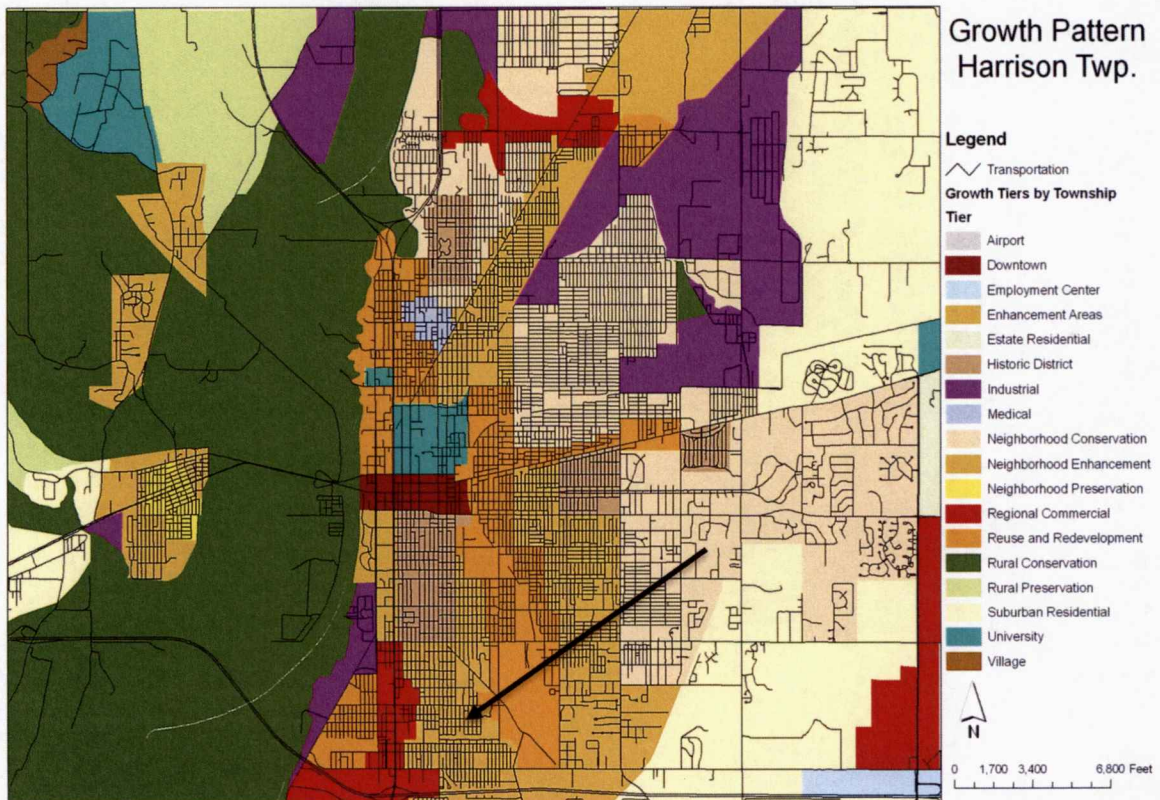 Growth Pattern
Harrison Twp.
Legend
Transportation
Growth Tiers by Township
Tier
Airport
Downtown
Employment Center
Enhancement Areas
Estate Residential
Historic District
Industrial
Medical
Neighborhood Conservation
Neighborhood Enhancement
Neighborhood Preservation
Regional Commercial
Reuse and Redevelopment
Rural Conservation
Rural Preservation
Suburban Residential
University
Village
N
0 1,700 3,400 6,800 Feet